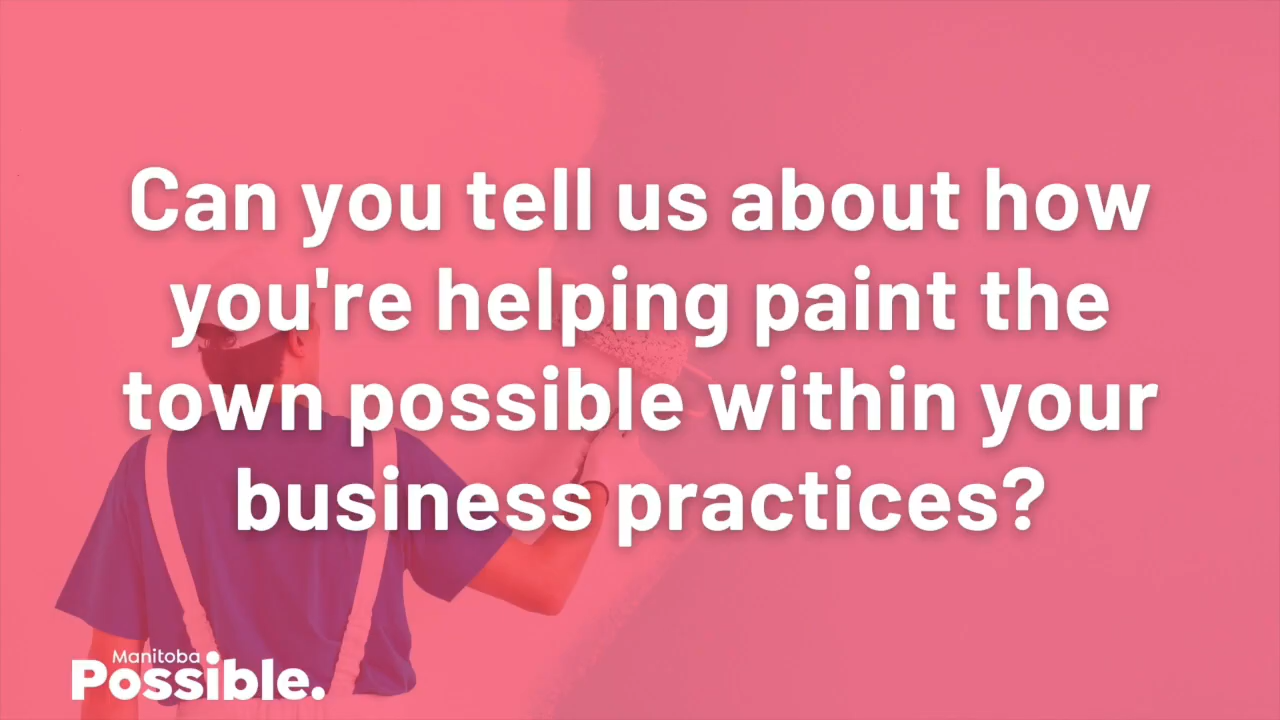 Can you tell us about how
you're helping paint the
town possible within your
business practices?
Manitoba
Possible.